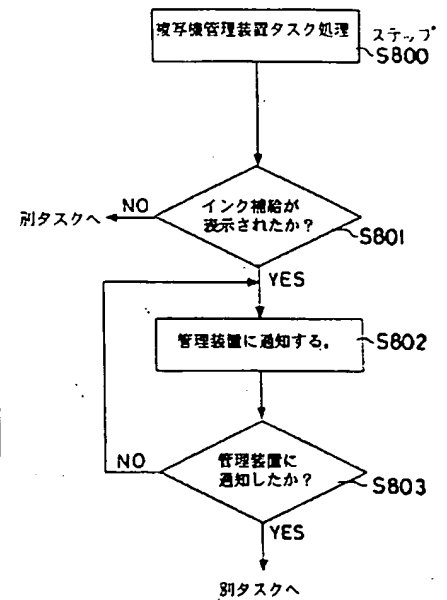 複写機管理装置タスク処理
ステップ
S800
インク補給が
表示されたか？
S801
NO
別タスクへ
YES
管理装置に通知する。
S802
管理装置に
通知したか？
S803
NO
YES
別タスクへ